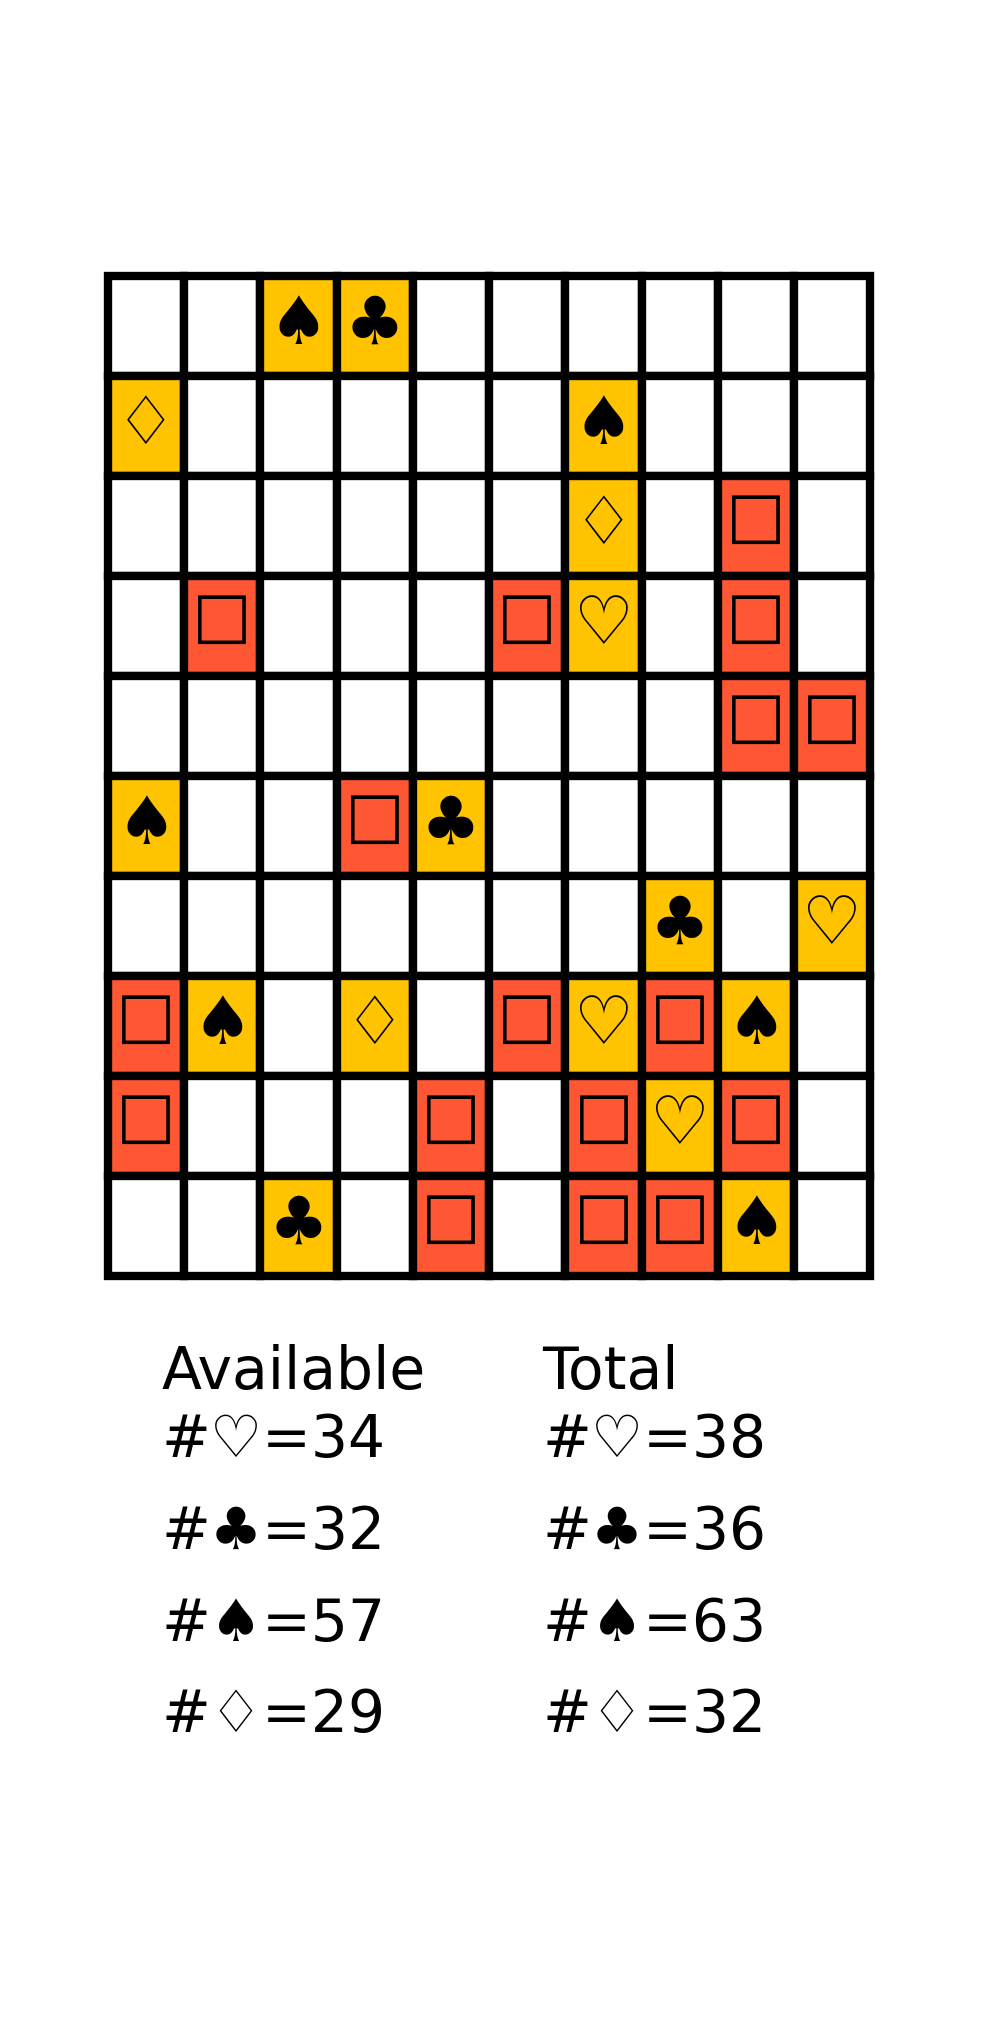 ♠ ♣
♢ ♠
♢ □
□ □ ♡ □
□ □
♠ □ ♣
♣ ♡
□ ♠ ♢ □ ♡ □ ♠
□ □ □ ♡ □
♣ □ □ □ ♠
Available Total
#♡=34 #♡=38
#♣=32 #♣=36
#♠=57 #♠=63
#♢=29 #♢=32